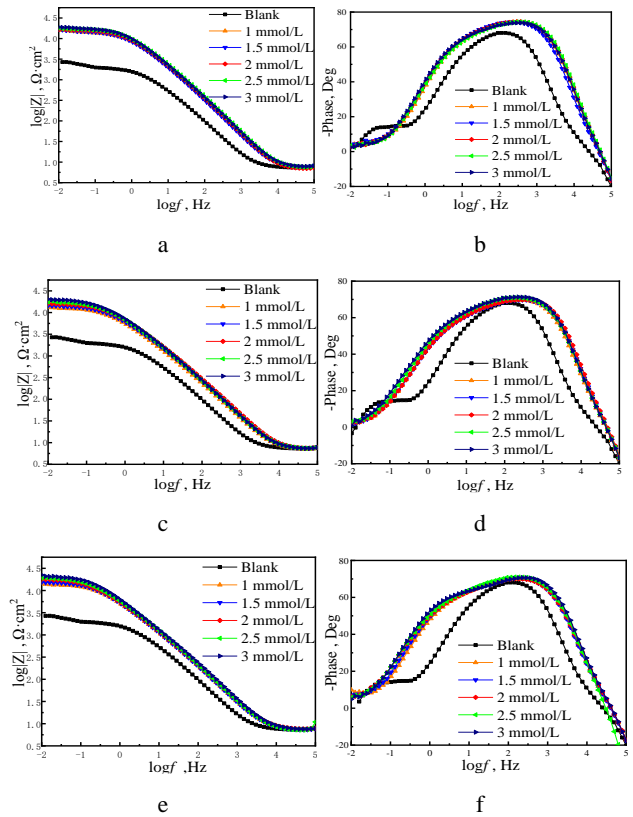 log|Z| , Ω·cm²
4.5
4.0
3.5
3.0
2.5
2.0
1.5
1.0
0.5
Blank
1 mmol/L
1.5 mmol/L
2 mmol/L
2.5 mmol/L
3 mmol/L
-2 -1 0 1 2 3 4 5
logf , Hz
a
-Phase, Deg
80
60
40
20
0
-20
Blank
1 mmol/L
1.5 mmol/L
2 mmol/L
2.5 mmol/L
3 mmol/L
-2 -1 0 1 2 3 4 5
logf , Hz
b
log|Z| , Ω·cm²
4.5
4.0
3.5
3.0
2.5
2.0
1.5
1.0
0.5
Blank
1 mmol/L
1.5 mmol/L
2 mmol/L
2.5 mmol/L
3 mmol/L
-2 -1 0 1 2 3 4 5
logf , Hz
c
-Phase , Deg
80
60
40
20
0
-20
Blank
1 mmol/L
1.5 mmol/L
2 mmol/L
2.5 mmol/L
3 mmol/L
-2 -1 0 1 2 3 4 5
logf , Hz
d
log|Z| , Ω·cm²
4.5
4.0
3.5
3.0
2.5
2.0
1.5
1.0
0.5
Blank
1 mmol/L
1.5 mmol/L
2 mmol/L
2.5 mmol/L
3 mmol/L
-2 -1 0 1 2 3 4 5
logf ,Hz
e
-Phase , Deg
80
60
40
20
0
-20
Blank
1 mmol/L
1.5 mmol/L
2 mmol/L
2.5 mmol/L
3 mmol/L
-2 -1 0 1 2 3 4 5
logf , Hz
f